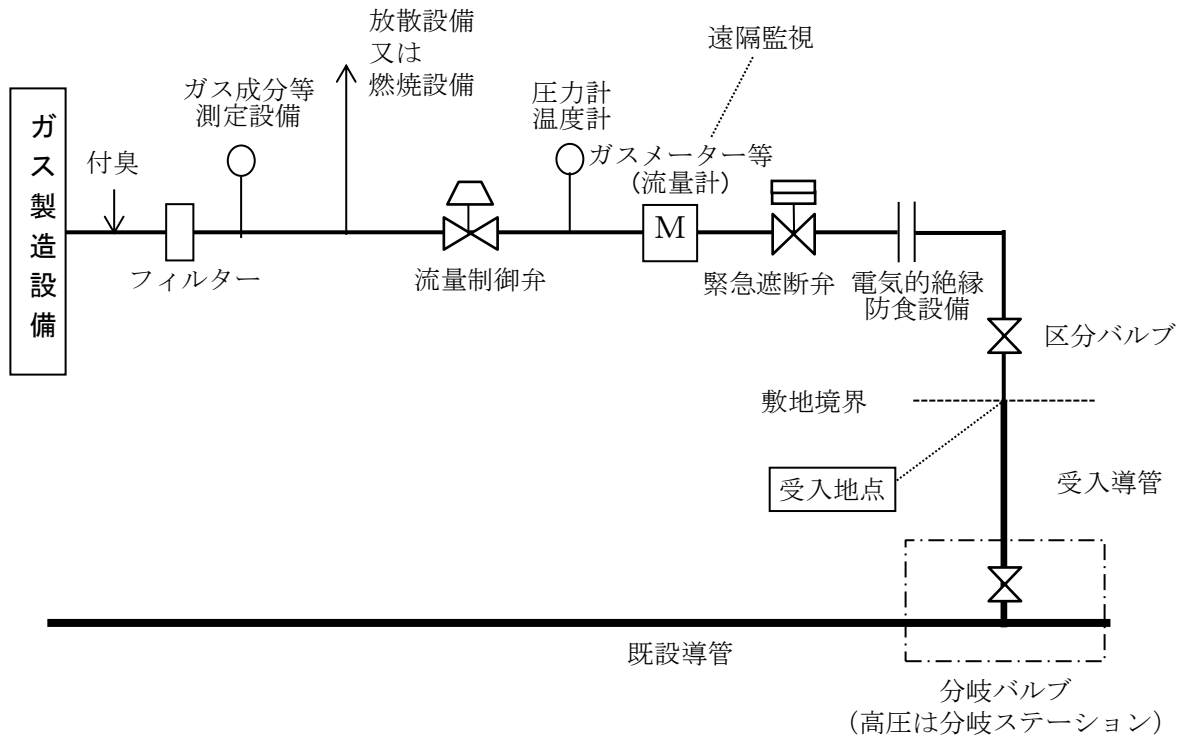 放散設備
又は
燃焼設備
遠隔監視
ガス成分等
測定設備
圧力計
温度計
ガス製造設備
付臭
ガスメーター等
(流量計)
M
フィルター
流量制御弁
緊急遮断弁
電気的絶縁
防食設備
区分バルブ
敷地境界
受入地点
受入導管
既設導管
分岐バルブ
(高圧は分岐ステーション)